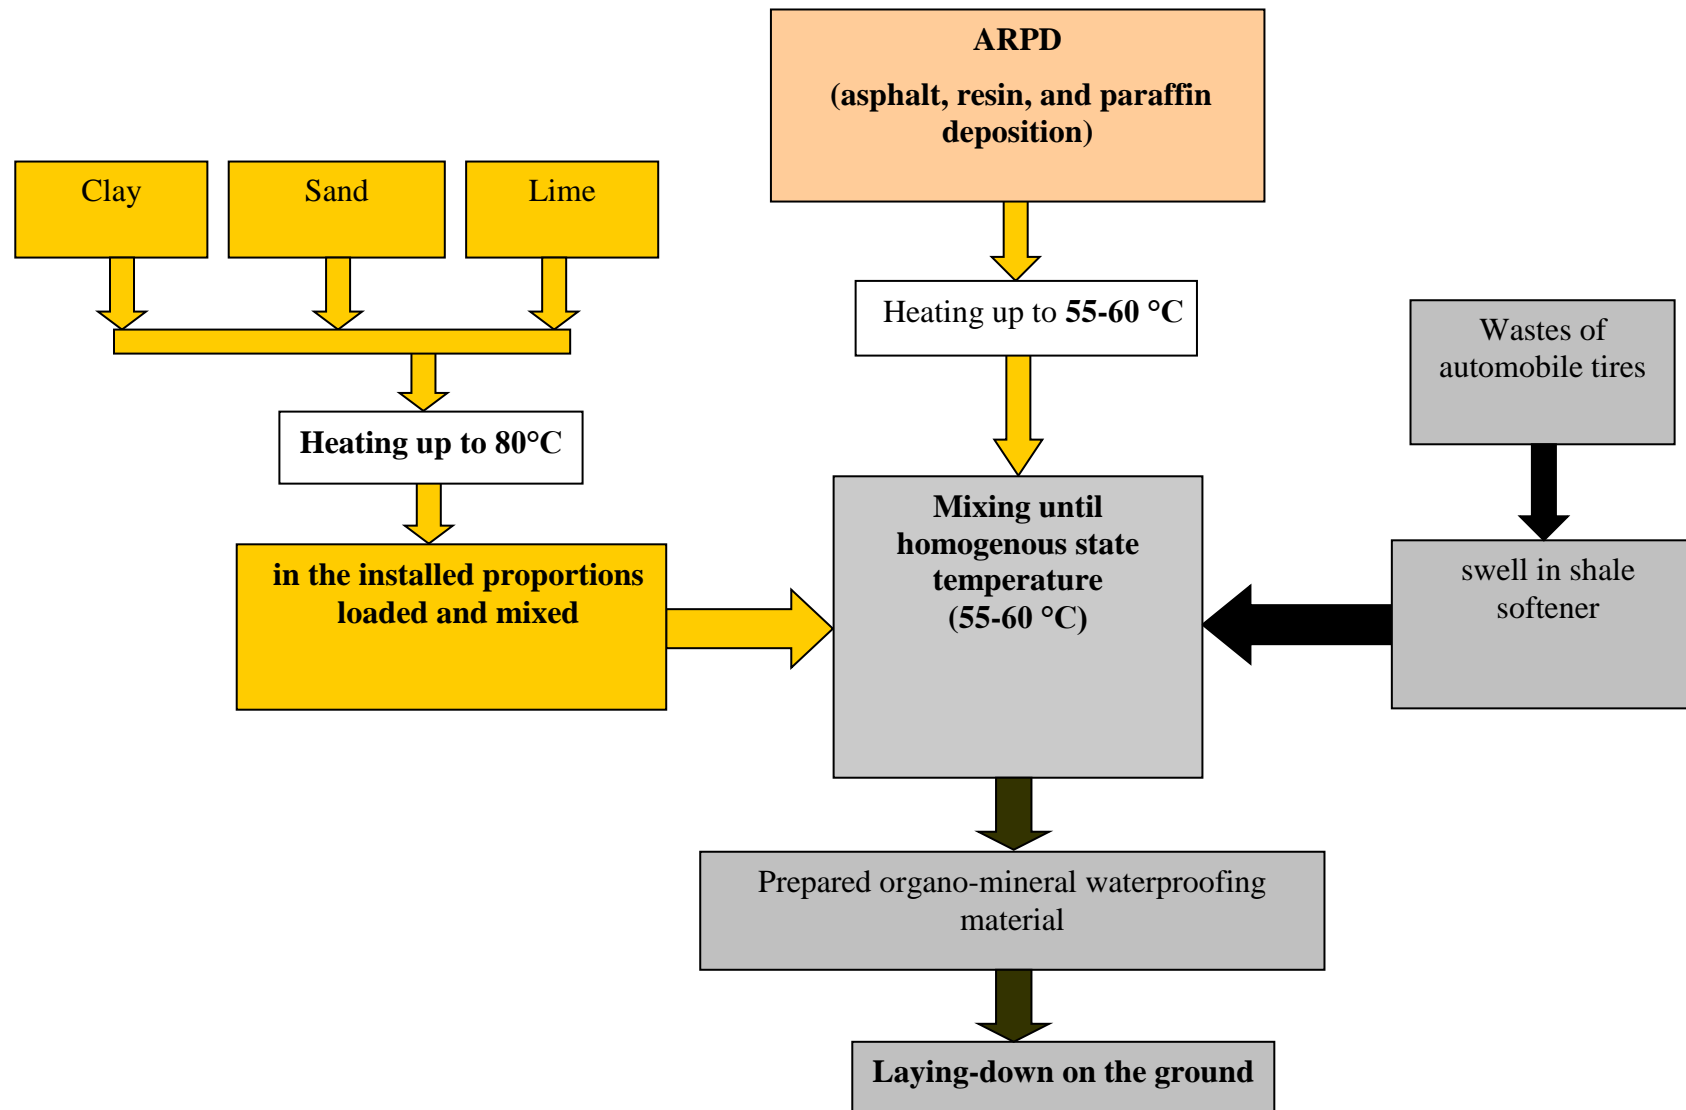 ARPD
(asphalt, resin, and paraffin
deposition)
Clay
Sand
Lime
Heating up to 55-60 °C
Wastes of
automobile tires
Heating up to 80°C
Mixing until
homogenous state
temperature
(55-60 °C)
in the installed proportions
loaded and mixed
swell in shale
softener
Prepared organo-mineral waterproofing
material
Laying-down on the ground